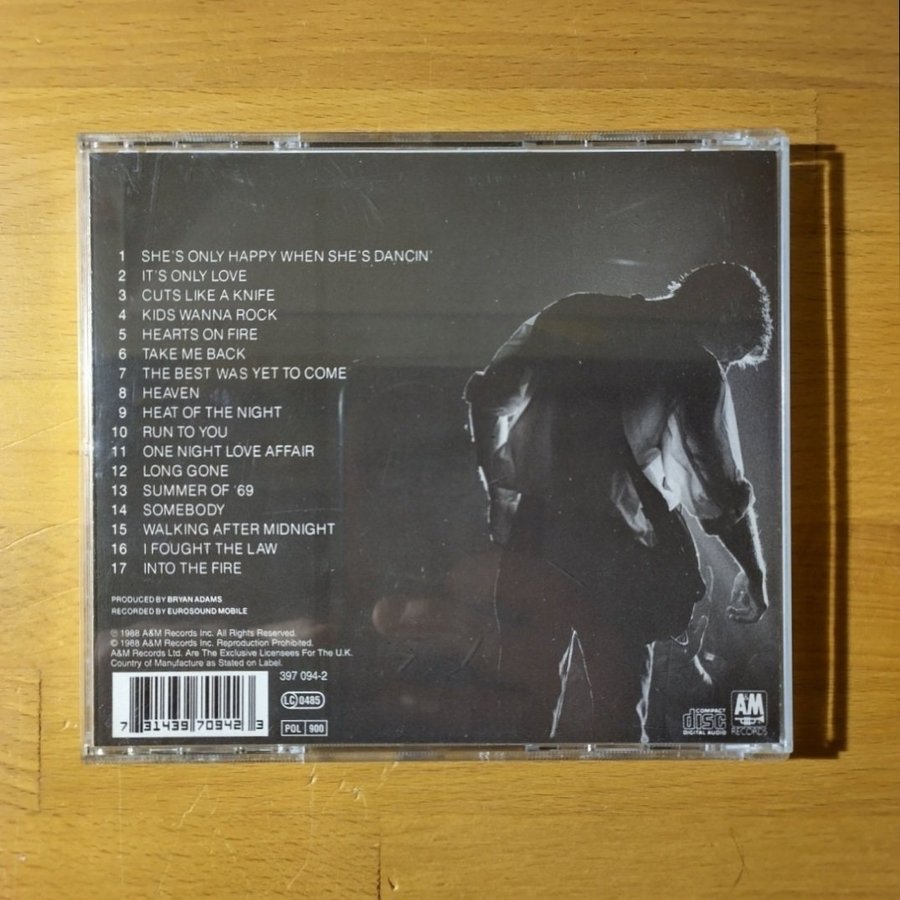 1 SHE'S ONLY HAPPY WHEN SHE'S DANCIN'
2 IT'S ONLY LOVE
3 CUTS LIKE A KNIFE
4 KIDS WANNA ROCK
5 HEARTS ON FIRE
6 TAKE ME BACK
7 THE BEST WAS YET TO COME
8 HEAVEN
9 HEAT OF THE NIGHT
10 RUN TO YOU
11 ONE NIGHT LOVE AFFAIR
12 LONG GONE
13 SUMMER OF '69
14 SOMEBODY
15 WALKING AFTER MIDNIGHT
16 I FOUGHT THE LAW
17 INTO THE FIRE
PRODUCED BY BRYAN ADAMS
RECORDED BY EUROSOUND MOBILE
℗ 1988 A&M Records Inc. All Rights Reserved.
© 1988 A&M Records Inc. Reproduction Prohibited.
A&M Records Ltd. Are The Exclusive Licensees For The U.K.
Country of Manufacture as Stated on Label.
397 094-2
LC 0485
POL 900
7 31439 70942 3
COMPACT
disc
DIGITAL AUDIO
A&M
RECORDS